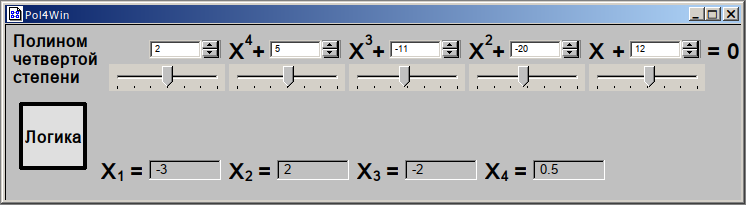 Pol4Win
Полином четвертой степени
2 X4+ 5 X3+ -11 X2+ -20 X + 12 = 0
Логика
X1 = -3 X2 = 2 X3 = -2 X4 = 0.5